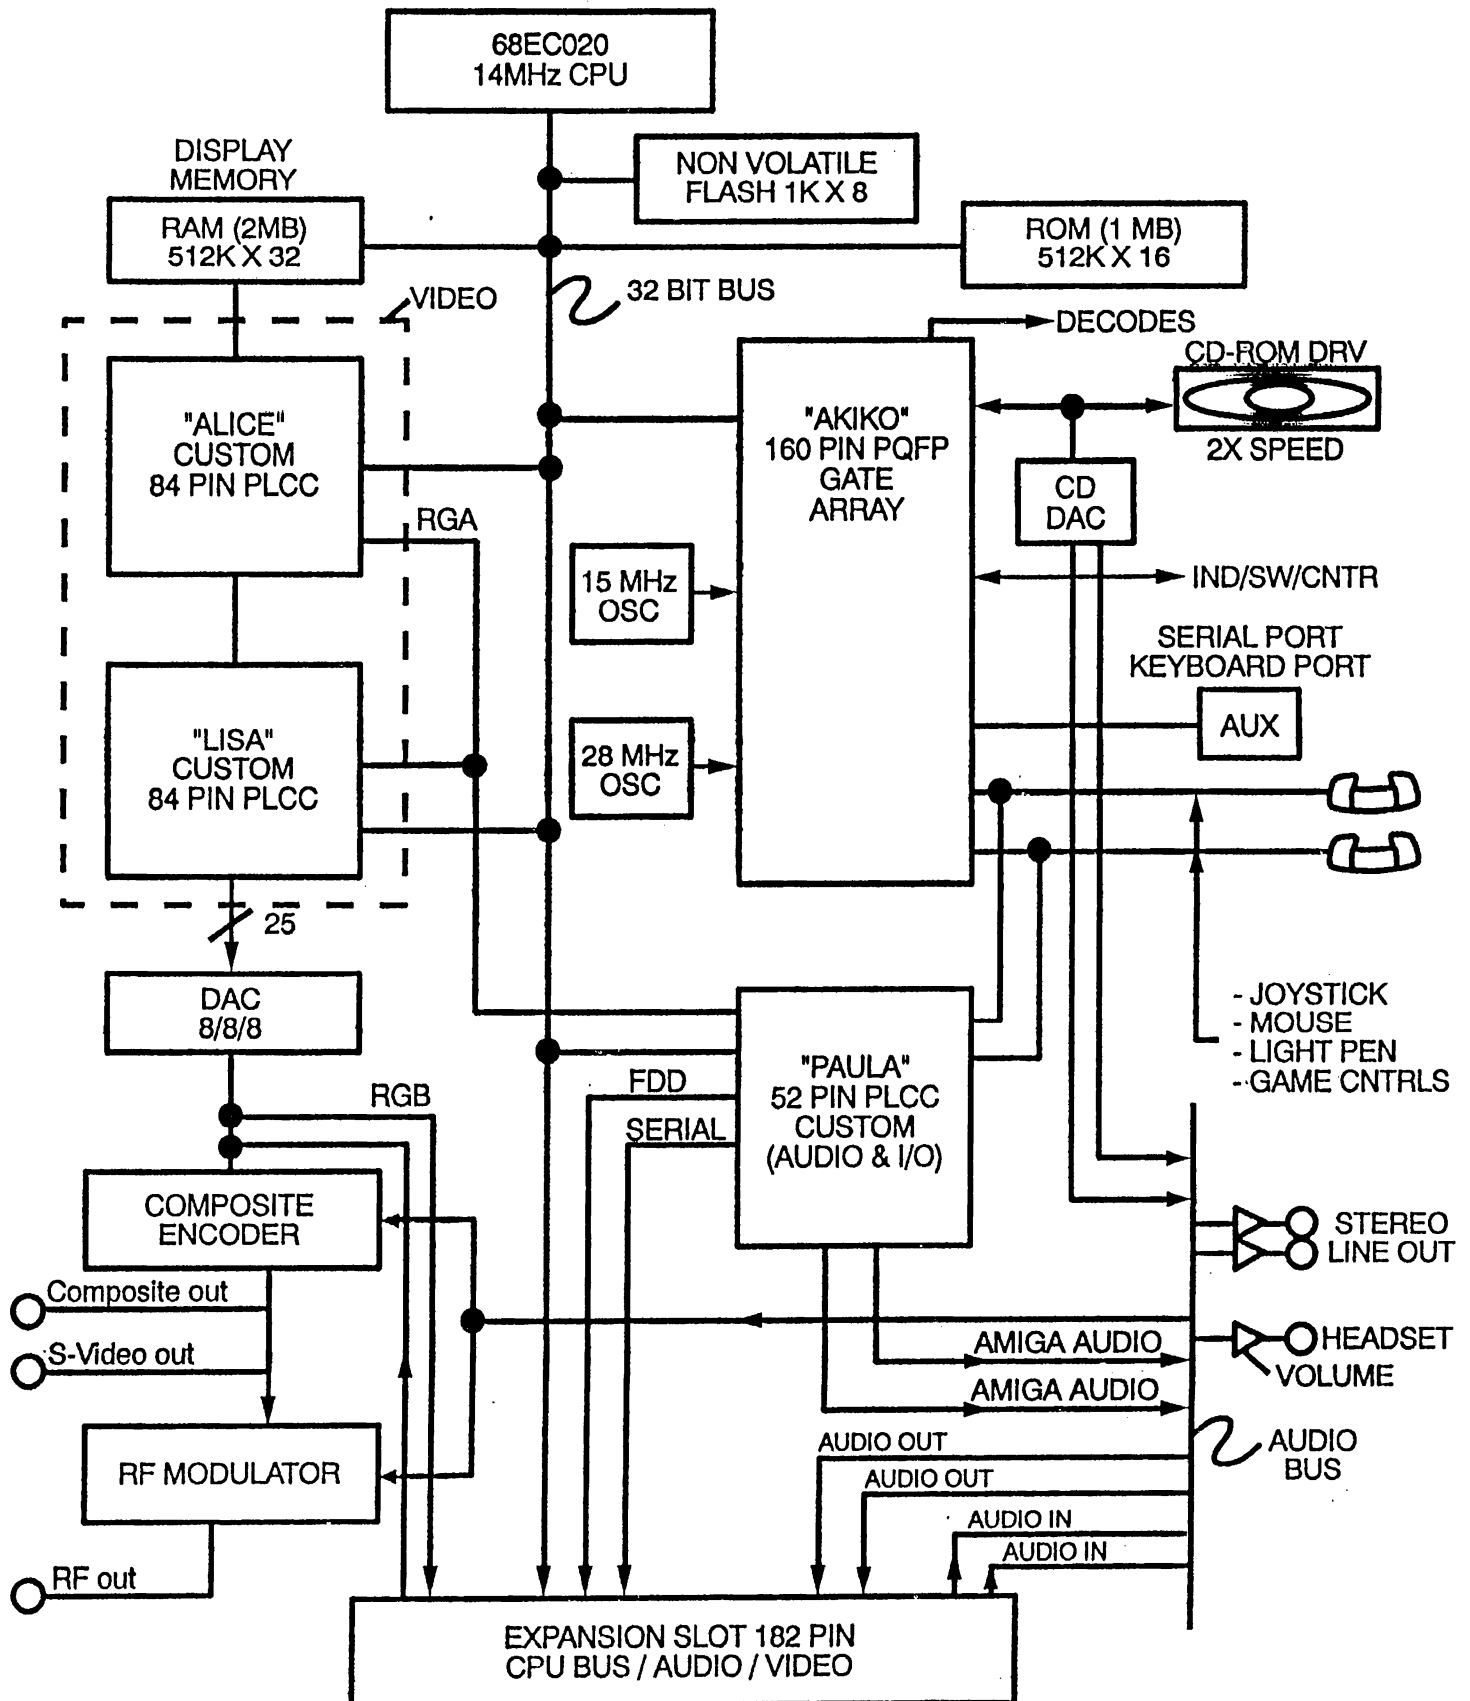 68EC020
14MHz CPU
DISPLAY
MEMORY
NON VOLATILE
FLASH 1K X 8
RAM (2MB)
512K X 32
ROM (1 MB)
512K X 16
32 BIT BUS
VIDEO
DECODES
CD-ROM DRV
2X SPEED
"ALICE"
CUSTOM
84 PIN PLCC
"AKIKO"
160 PIN PQFP
GATE
ARRAY
CD
DAC
RGA
15 MHz
OSC
IND/SW/CNTR
SERIAL PORT
KEYBOARD PORT
AUX
"LISA"
CUSTOM
84 PIN PLCC
28 MHz
OSC
25
DAC
8/8/8
- JOYSTICK
- MOUSE
- LIGHT PEN
- GAME CNTRLS
"PAULA"
52 PIN PLCC
CUSTOM
(AUDIO & I/O)
RGB
FDD
SERIAL
COMPOSITE
ENCODER
STEREO
LINE OUT
Composite out
S-Video out
AMIGA AUDIO
AMIGA AUDIO
HEADSET
VOLUME
RF MODULATOR
AUDIO OUT
AUDIO OUT
AUDIO IN
AUDIO IN
AUDIO
BUS
RF out
EXPANSION SLOT 182 PIN
CPU BUS / AUDIO / VIDEO